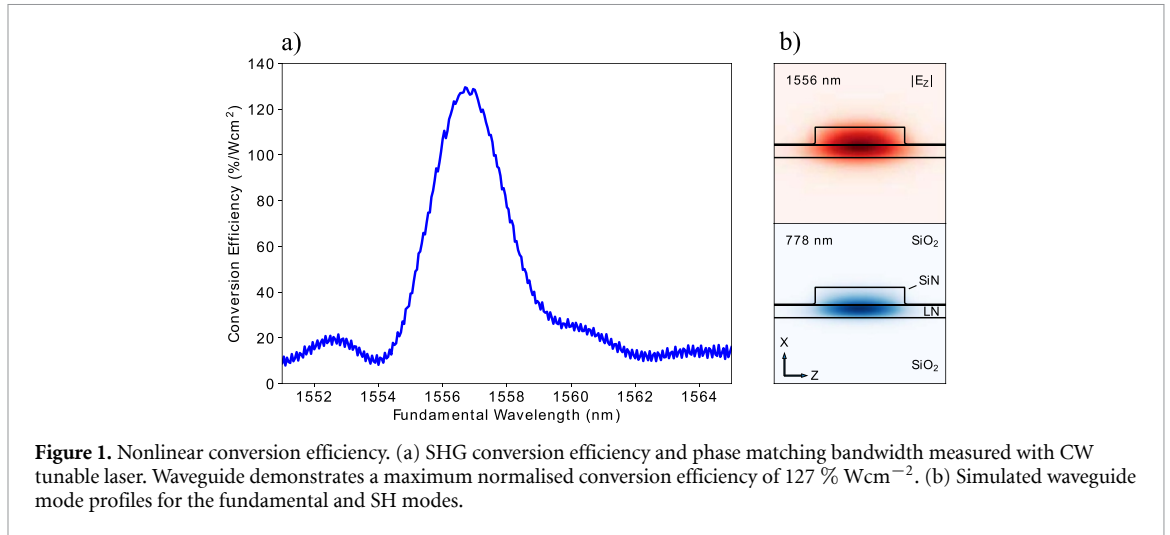 a)
b)
140
120
100
80
60
40
20
0
Conversion Efficiency (%/Wcm²)
1552
1554
1556
1558
1560
1562
1564
Fundamental Wavelength (nm)
1556 nm
|E_Z|
778 nm
SiO₂
SiN
LN
X
Z
SiO₂
Figure 1. Nonlinear conversion efficiency. (a) SHG conversion efficiency and phase matching bandwidth measured with CW
tunable laser. Waveguide demonstrates a maximum normalised conversion efficiency of 127 % Wcm⁻². (b) Simulated waveguide
mode profiles for the fundamental and SH modes.